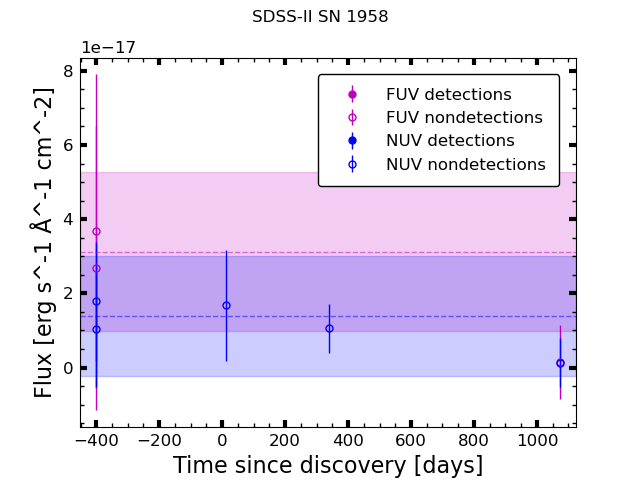 SDSS-II SN 1958
1e−17
FUV detections
FUV nondetections
NUV detections
NUV nondetections
8
6
4
2
0
Flux [erg s^-1 Å^-1 cm^-2]
−400 −200 0 200 400 600 800 1000
Time since discovery [days]